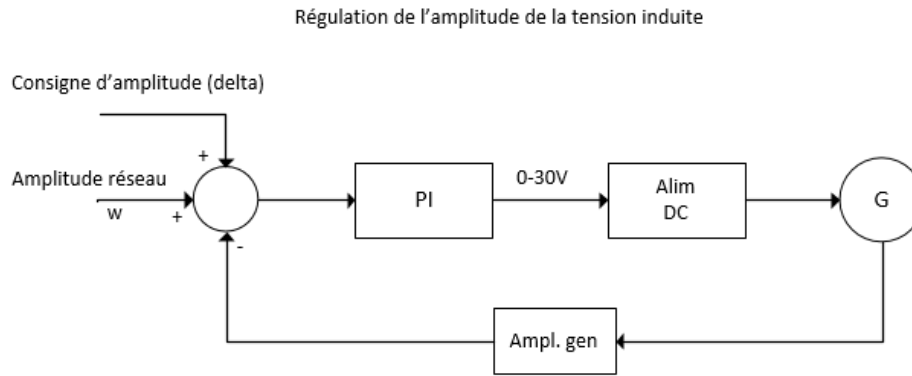 Régulation de l'amplitude de la tension induite
Consigne d'amplitude (delta)
+
Amplitude réseau
w
+
-
PI
0-30V
Alim
DC
G
Ampl. gen